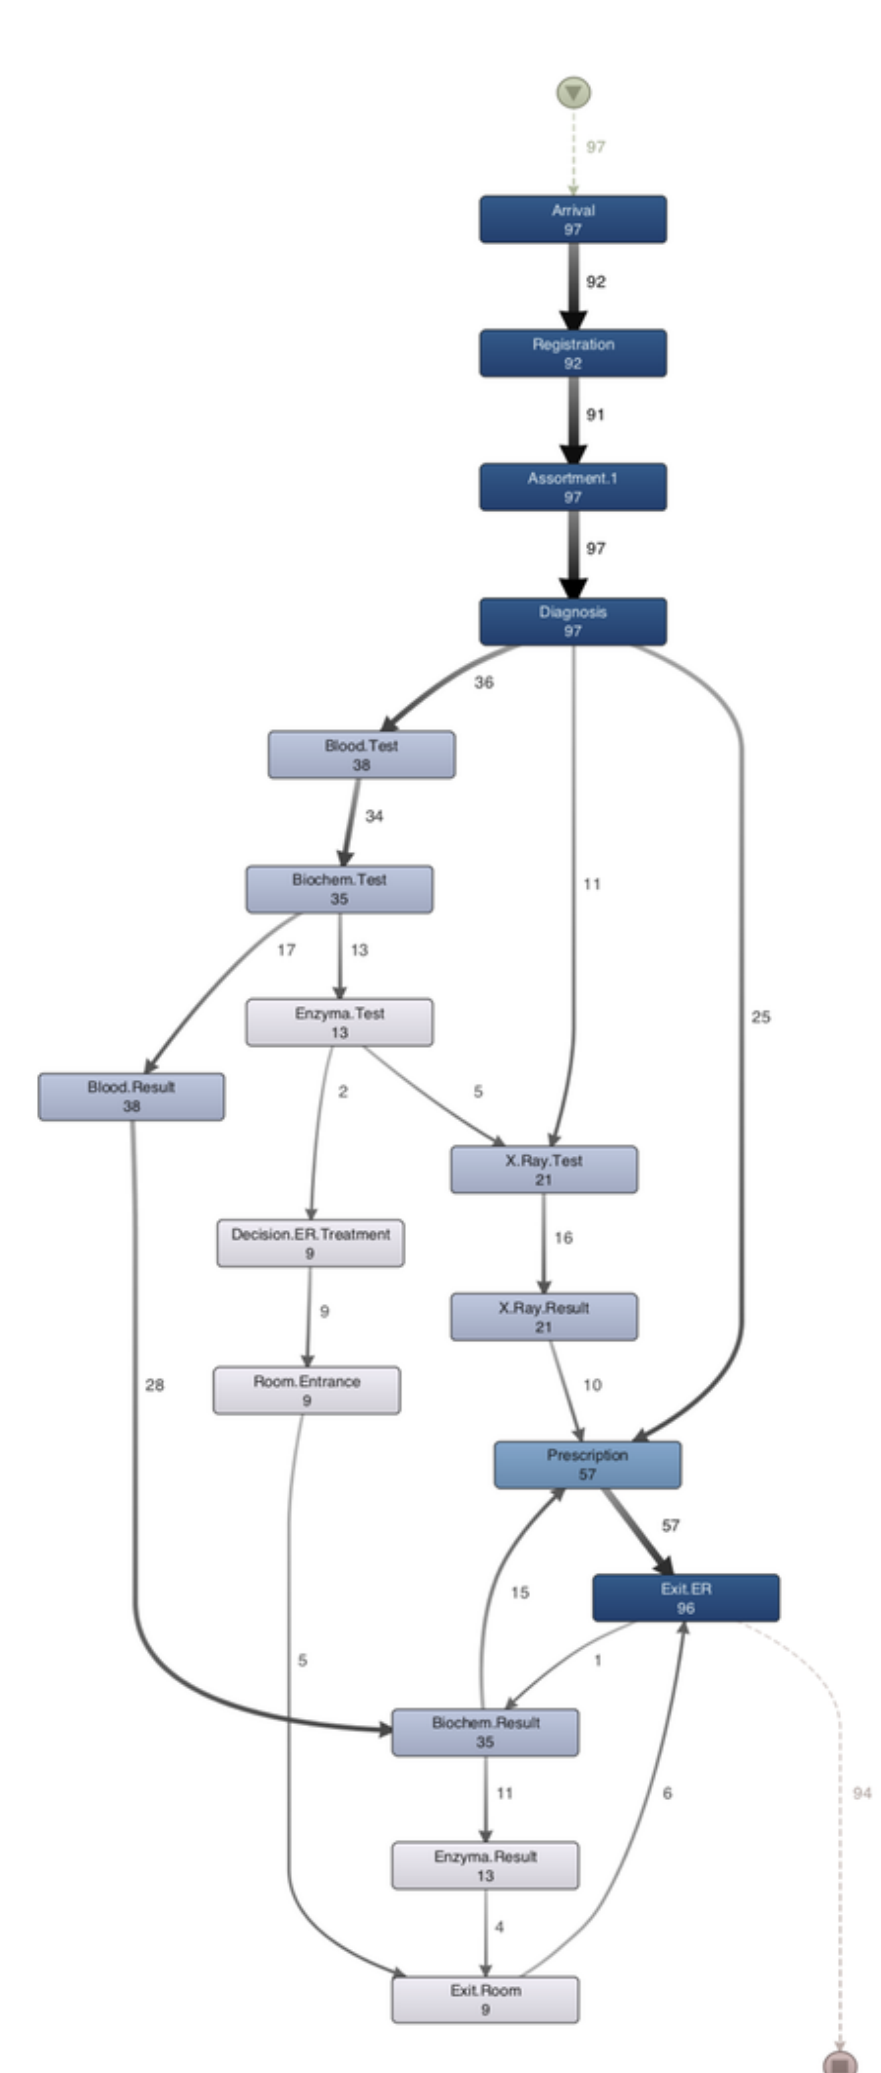 97
Arrival
97
92
Registration
92
91
Assortment.1
97
97
Diagnosis
97
36
Blood.Test
38
34
Biochem.Test
35
11
17
13
Enzyma.Test
13
25
Blood.Result
38
2
5
X.Ray.Test
21
Decision.ER.Treatment
9
16
9
X.Ray.Result
21
Room.Entrance
9
28
10
Prescription
57
57
15
Exit.ER
96
5
1
Biochem.Result
35
11
6
94
Enzyma.Result
13
4
Exit.Room
9